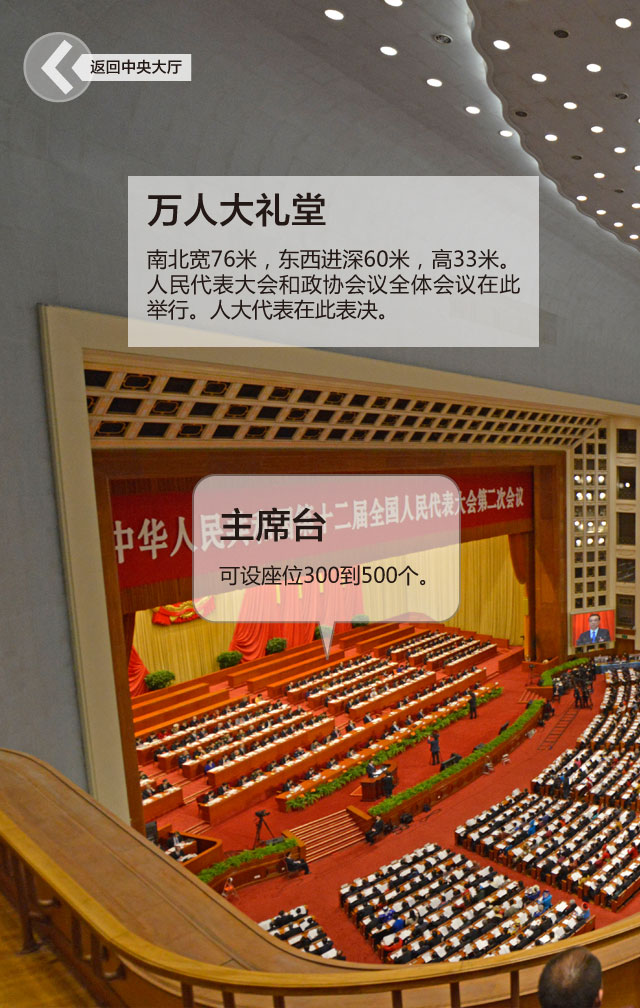 返回中央大厅
万人大礼堂
南北宽76米，东西进深60米，高33米。
人民代表大会和政协会议全体会议在此
举行。人大代表在此表决。
中华人民共和国第十二届全国人民代表大会第二次会议
主席台
可设座位300到500个。